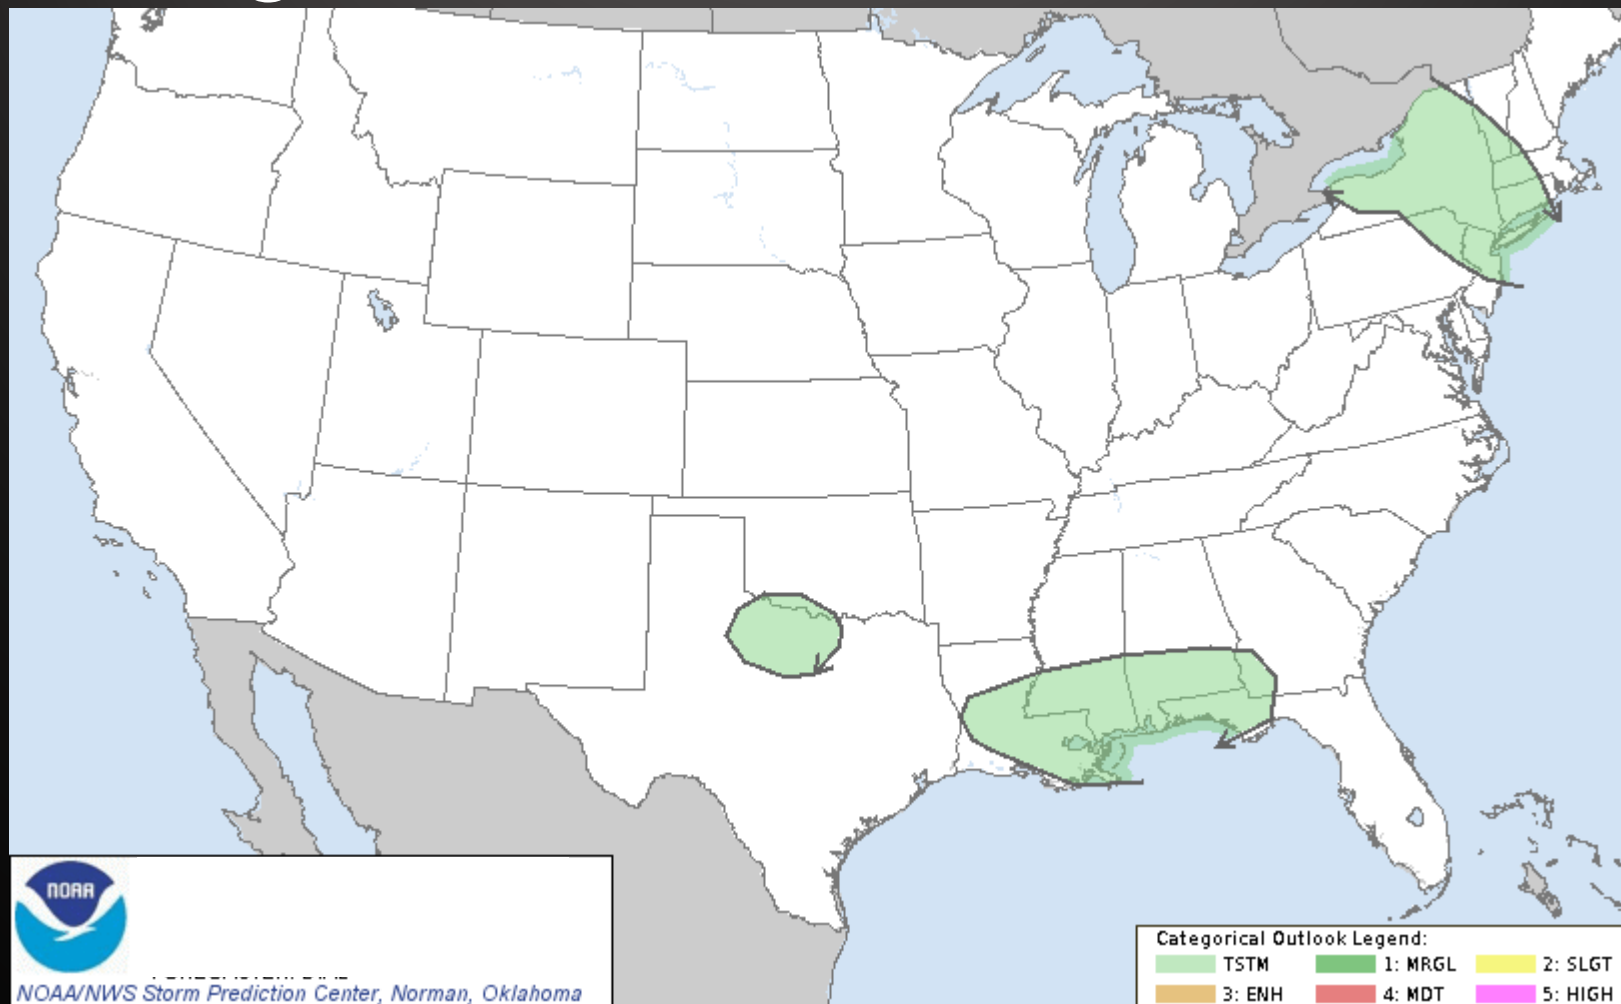 NOAA
NOAA/NWS Storm Prediction Center, Norman, Oklahoma
Categorical Outlook Legend:
TSTM 1: MRGL 2: SLGT
3: ENH 4: MDT 5: HIGH